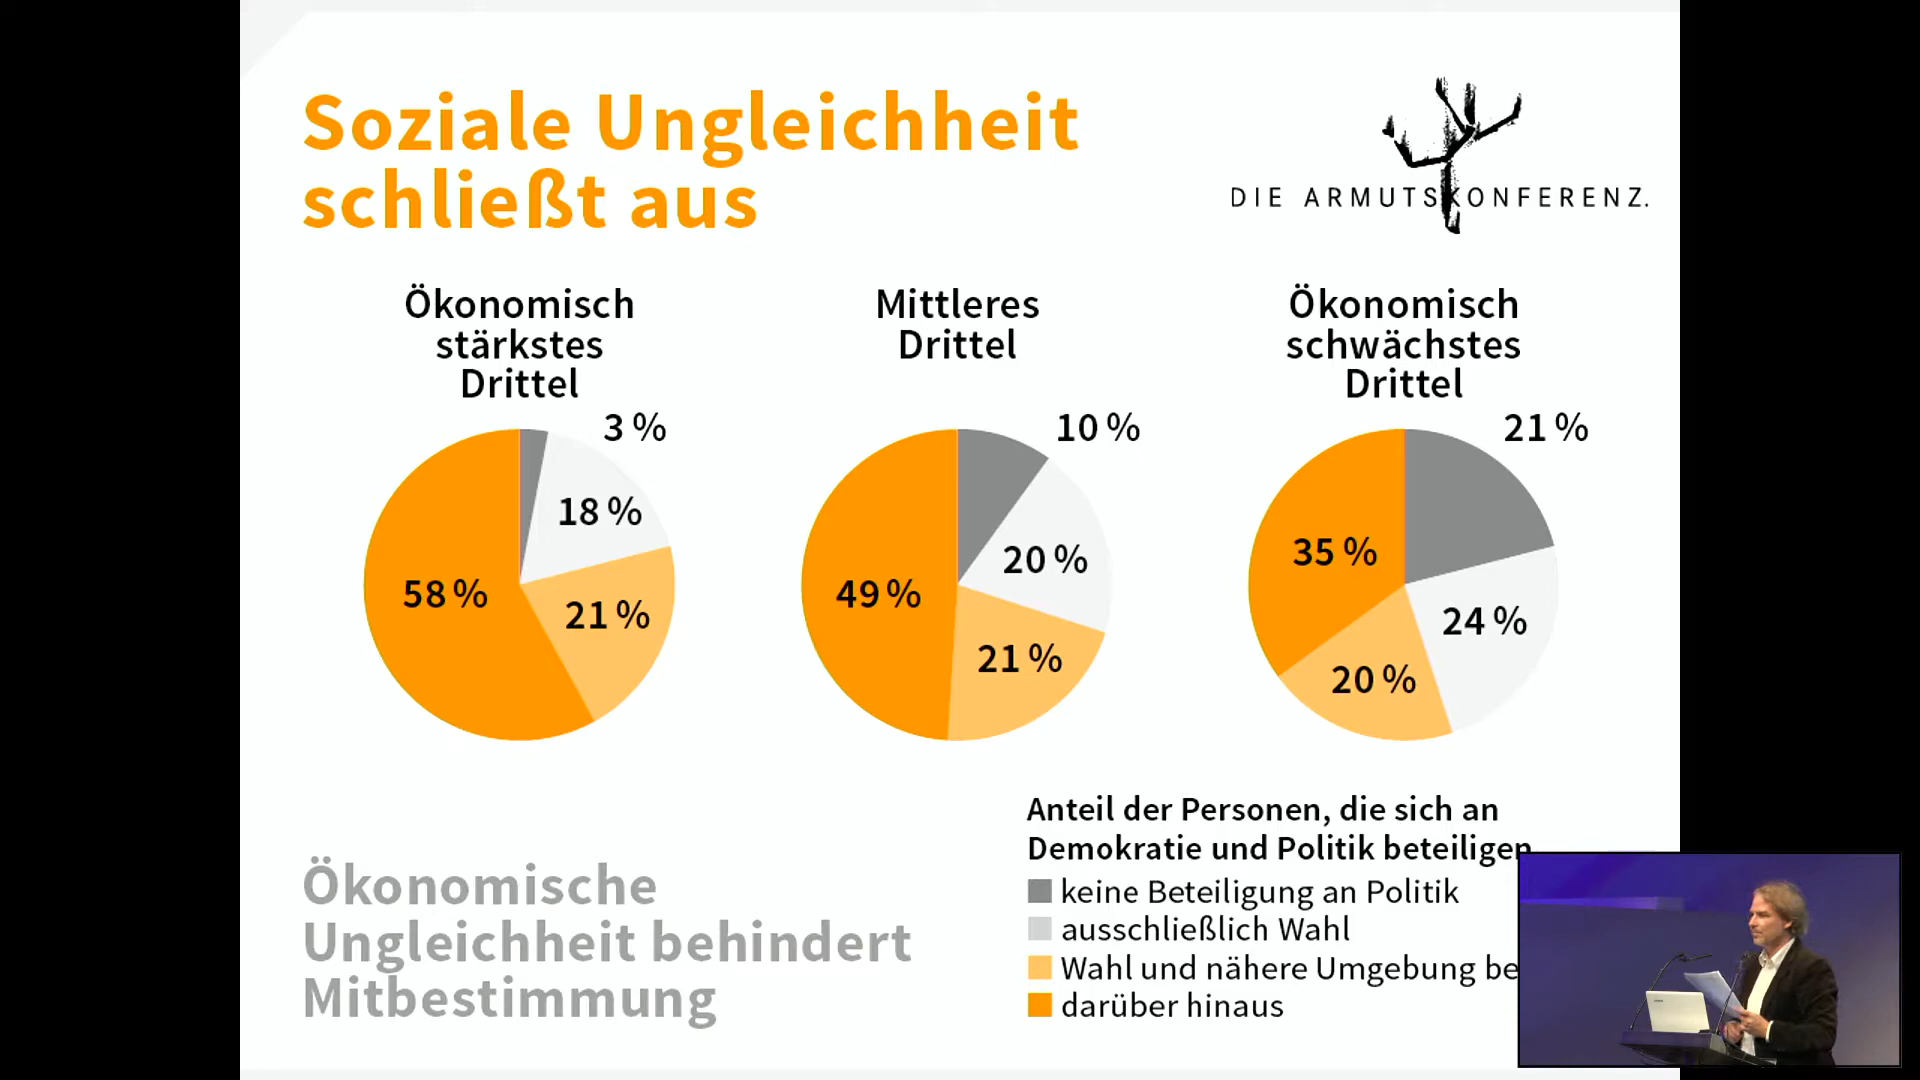 Soziale Ungleichheit
schließt aus
DIE ARMUTSKONFERENZ.
Ökonomisch
stärkstes
Drittel
3 %
18 %
21 %
58 %
Mittleres
Drittel
10 %
20 %
21 %
49 %
Ökonomisch
schwächstes
Drittel
21 %
24 %
20 %
35 %
Ökonomische
Ungleichheit behindert
Mitbestimmung
Anteil der Personen, die sich an
Demokratie und Politik beteiligen
keine Beteiligung an Politik
ausschließlich Wahl
Wahl und nähere Umgebung be
darüber hinaus